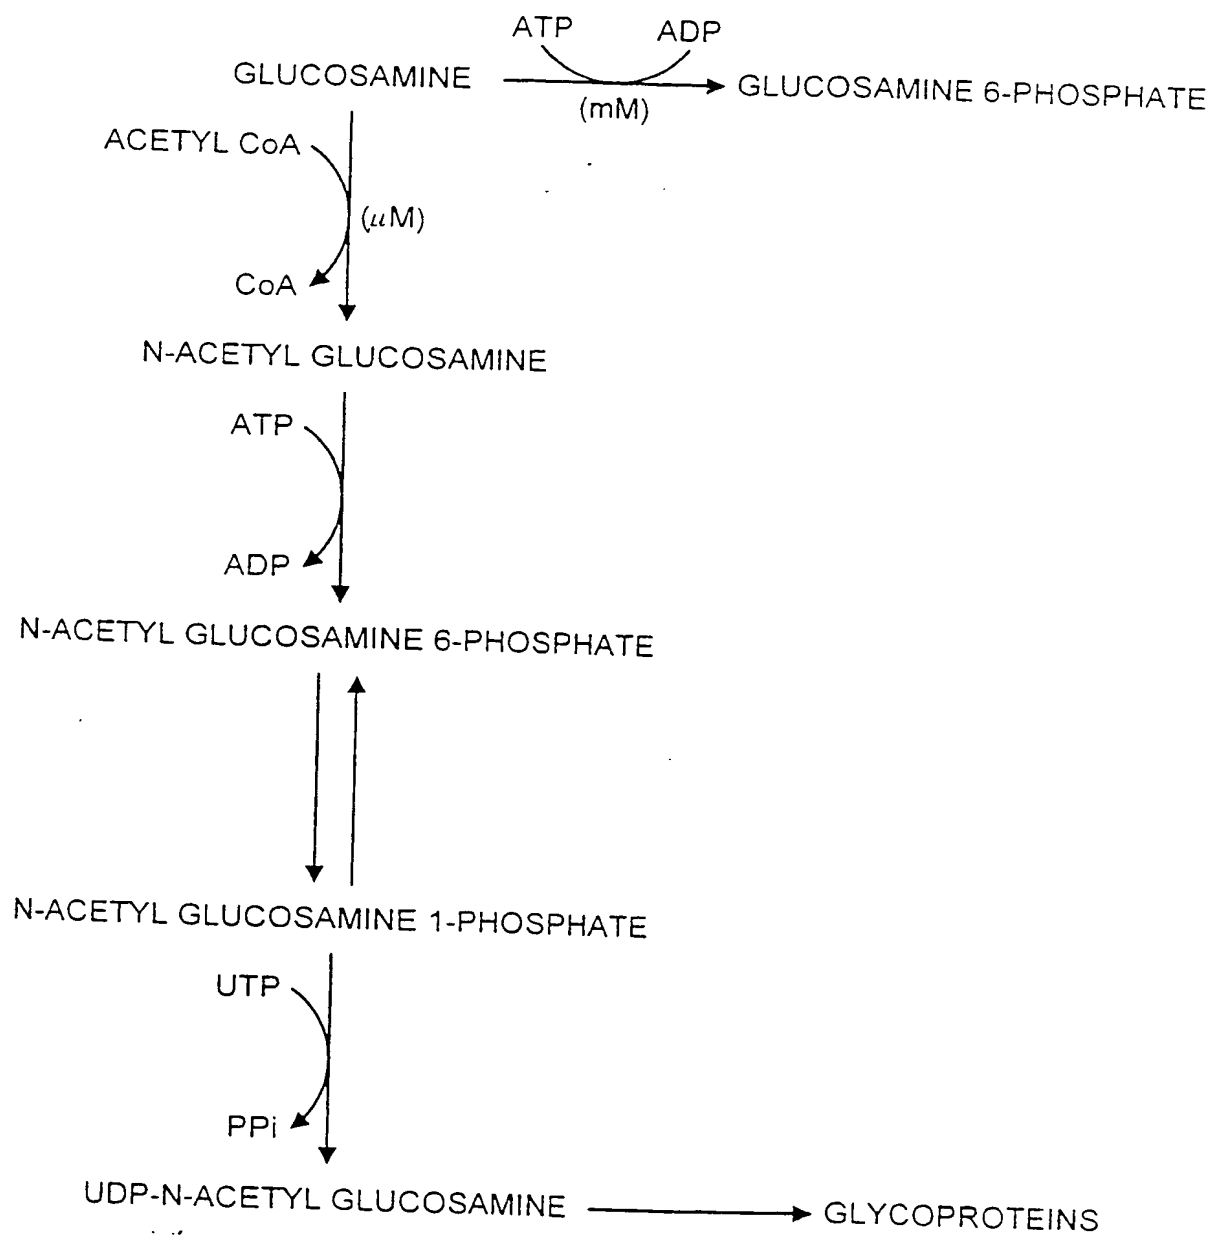 ATP ADP
GLUCOSAMINE GLUCOSAMINE 6-PHOSPHATE
(mM)
ACETYL CoA
(μM)
CoA
N-ACETYL GLUCOSAMINE
ATP
ADP
N-ACETYL GLUCOSAMINE 6-PHOSPHATE
N-ACETYL GLUCOSAMINE 1-PHOSPHATE
UTP
PPi
UDP-N-ACETYL GLUCOSAMINE GLYCOPROTEINS